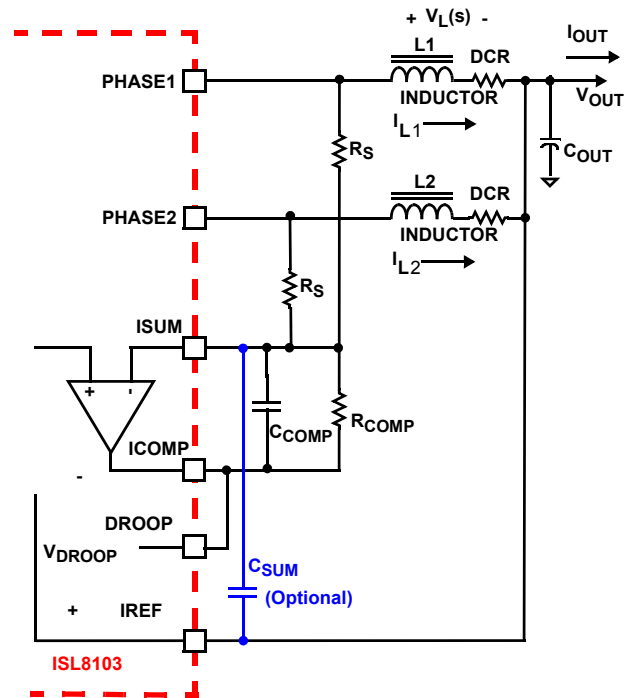 + VL(s) -
IOUT
L1
DCR
PHASE1
INDUCTOR
VOUT
IL1
COUT
RS
L2
DCR
PHASE2
INDUCTOR
IL2
RS
ISUM
+ -
CCOMP
RCOMP
ICOMP
-
DROOP
VDROOP
CSUM
(Optional)
+ IREF
ISL8103